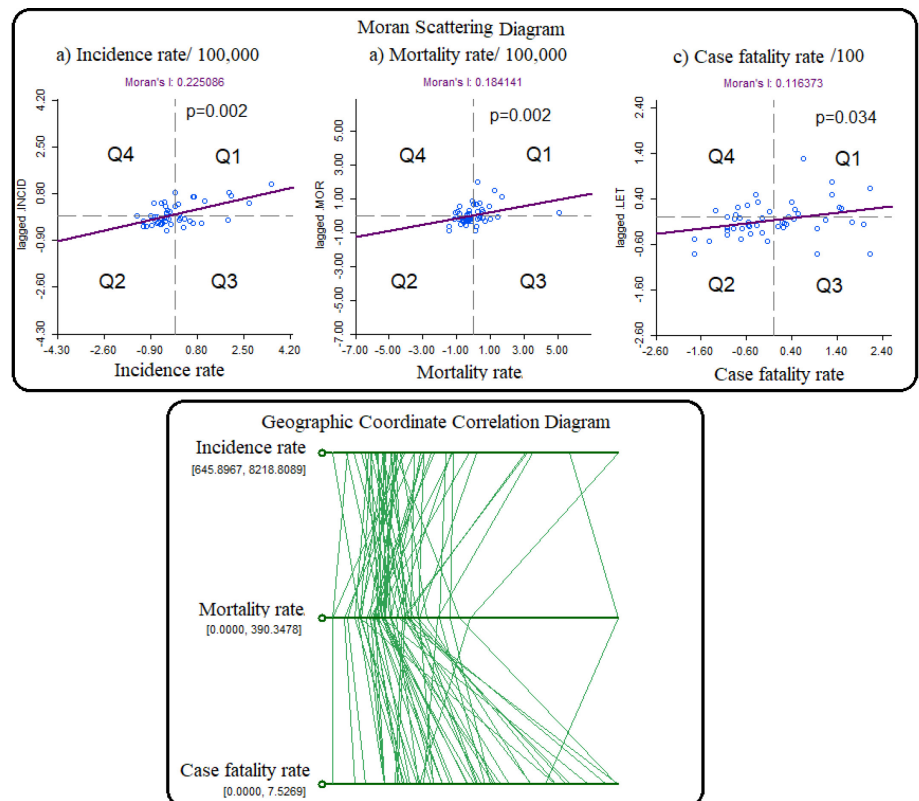 Moran Scattering Diagram
a) Incidence rate/ 100,000
Moran's I: 0.225086
p=0.002
Q4
Q1
Q2
Q3
lagged INCID
4.20
2.50
0.80
-0.90
-2.60
-4.30
-4.30 -2.60 -0.90 0.80 2.50 4.20
Incidence rate
a) Mortality rate/ 100,000
Moran's I: 0.184141
p=0.002
Q4
Q1
Q2
Q3
lagged MOR
5.00
3.00
1.00
-1.00
-3.00
-5.00
-7.00
-7.00 -5.00 -3.00 -1.00 1.00 3.00 5.00
Mortality rate.
c) Case fatality rate /100
Moran's I: 0.116373
p=0.034
Q4
Q1
Q2
Q3
lagged LET
2.40
1.40
0.40
-0.60
-1.60
-2.60
-2.60 -1.60 -0.60 0.40 1.40 2.40
Case fatality rate
Geographic Coordinate Correlation Diagram
Incidence rate
[645.8967, 8218.8089]
Mortality rate.
[0.0000, 390.3478]
Case fatality rate
[0.0000, 7.5269]